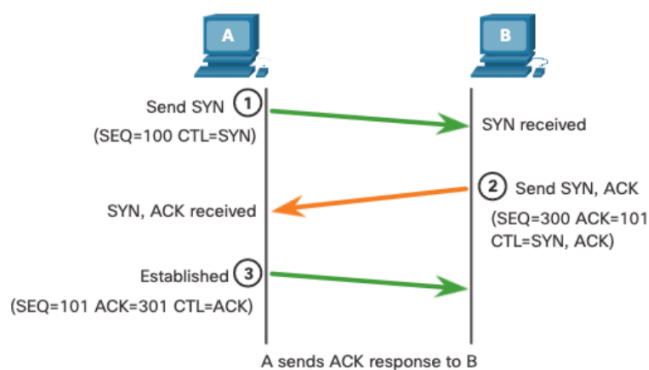 A
B
Send SYN 1
(SEQ=100 CTL=SYN)
SYN received
2 Send SYN, ACK
SYN, ACK received
(SEQ=300 ACK=101
CTL=SYN, ACK)
Established 3
(SEQ=101 ACK=301 CTL=ACK)
A sends ACK response to B